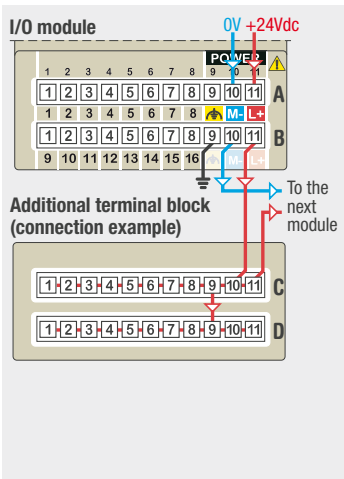 I/O module 0V +24Vdc
POWER
1 2 3 4 5 6 7 8 9 10 11
1 2 3 4 5 6 7 8 9 10 11 A
1 2 3 4 5 6 7 8 M- L+
1 2 3 4 5 6 7 8 9 10 11 B
9 10 11 12 13 14 15 16 M- L+
To the
next
module
Additional terminal block
(connection example)
1 2 3 4 5 6 7 8 9 10 11 C
1 2 3 4 5 6 7 8 9 10 11 D